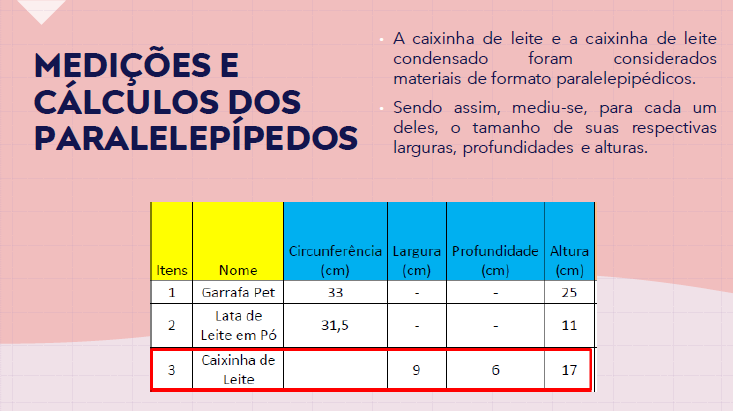 MEDIÇÕES E
CÁLCULOS DOS
PARALELEPÍPEDOS
• A caixinha de leite e a caixinha de leite
condensado foram considerados
materiais de formato paralelepipédicos.
• Sendo assim, mediu-se, para cada um
deles, o tamanho de suas respectivas
larguras, profundidades e alturas.
Itens Nome Circunferência (cm) Largura (cm) Profundidade (cm) Altura (cm)
1 Garrafa Pet 33 - - 25
2 Lata de Leite em Pó 31,5 - - 11
3 Caixinha de Leite 9 6 17